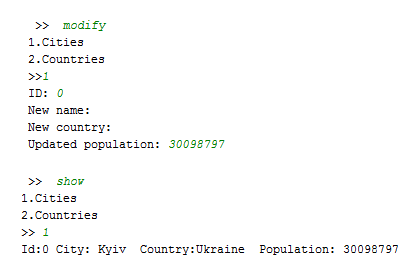 >> modify
1.Cities
2.Countries
>>1
ID: 0
New name:
New country:
Updated population: 30098797
>> show
1.Cities
2.Countries
>> 1
Id:0 City: Kyiv Country:Ukraine Population: 30098797